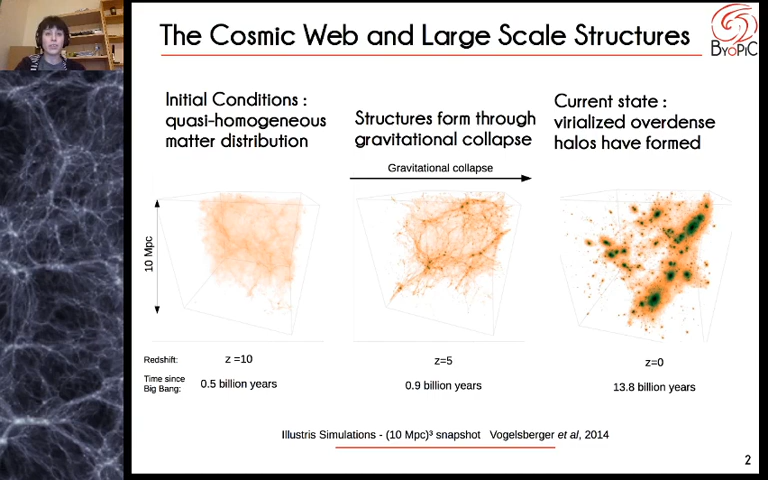 The Cosmic Web and Large Scale Structures
BYOPiC
Initial Conditions :
quasi-homogeneous
matter distribution
Structures form through
gravitational collapse
Current state :
virialized overdense
halos have formed
Gravitational collapse
10 Mpc
Redshift:
z =10
z=5
z=0
Time since
Big Bang:
0.5 billion years
0.9 billion years
13.8 billion years
Illustris Simulations - (10 Mpc)³ snapshot Vogelsberger et al, 2014
2